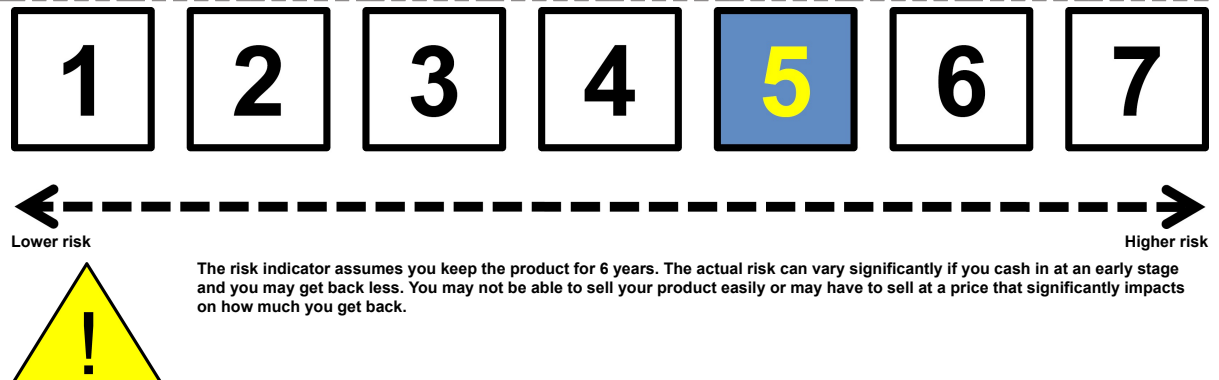 1 2 3 4 5 6 7
Lower risk Higher risk
The risk indicator assumes you keep the product for 6 years. The actual risk can vary significantly if you cash in at an early stage
and you may get back less. You may not be able to sell your product easily or may have to sell at a price that significantly impacts
on how much you get back.
!